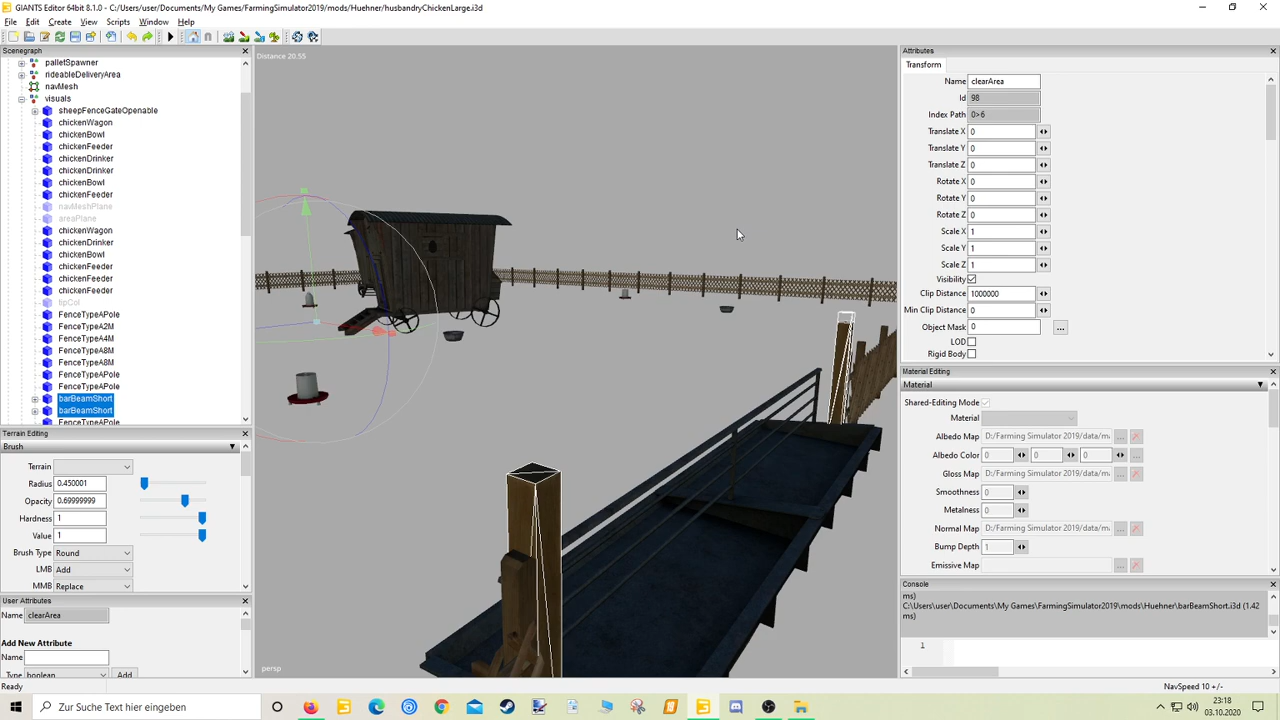 GIANTS Editor 64bit 8.1.0 - C:/Users/user/Documents/My Games/FarmingSimulator2019/mods/Huehner/husbandryChickenLarge.i3d
File Edit Create View Scripts Window Help
Scenegraph
palletSpawner
rideableDeliveryArea
navMesh
visuals
sheepFenceGateOpenable
chickenWagon
chickenBowl
chickenFeeder
chickenDrinker
chickenDrinker
chickenBowl
chickenFeeder
navMeshPlane
areaPlane
chickenWagon
chickenDrinker
chickenBowl
chickenFeeder
chickenFeeder
chickenFeeder
tipCol
FenceTypeAPole
FenceTypeA2M
FenceTypeA4M
FenceTypeA8M
FenceTypeA8M
FenceTypeAPole
FenceTypeAPole
barBeamShort
barBeamShort
FenceTypeAPole
Terrain Editing
Brush
Terrain
Radius 0.450001
Opacity 0.69999999
Hardness 1
Value 1
Brush Type Round
LMB Add
MMB Replace
User Attributes
Name clearArea
Add New Attribute
Name
Type boolean Add
Ready
Distance 20.55
persp
Attributes
Transform
Name clearArea
Id 98
Index Path 0>6
Translate X 0
Translate Y 0
Translate Z 0
Rotate X 0
Rotate Y 0
Rotate Z 0
Scale X 1
Scale Y 1
Scale Z 1
Visibility
Clip Distance 1000000
Min Clip Distance 0
Object Mask 0 ...
LOD
Rigid Body
Material Editing
Material
Shared-Editing Mode
Material
Albedo Map D:/Farming Simulator 2019/data/m ...
Albedo Color 0 0 0 ...
Gloss Map D:/Farming Simulator 2019/data/m ...
Smoothness 0
Metalness 0
Normal Map D:/Farming Simulator 2019/data/m ...
Bump Depth 1
Emissive Map ...
Console
ms)
C:\Users\user\Documents\My Games\FarmingSimulator2019\mods\Huehner\barBeamShort.i3d (1.42
ms)
1
NavSpeed 10 +/-
Zur Suche Text hier eingeben
23:18
03.10.2020